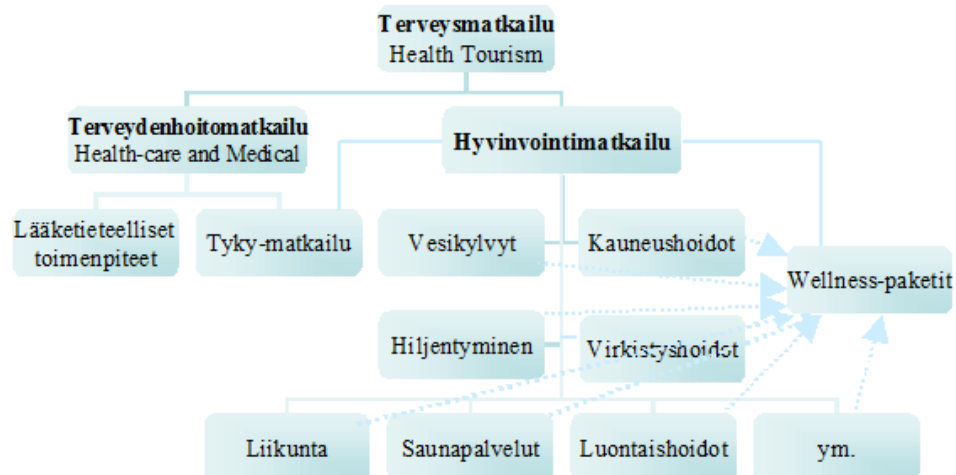 Terveysmatkailu
Health Tourism
Terveydenhoitomatkailu
Health-care and Medical
Hyvinvointimatkailu
Lääketieteelliset
toimenpiteet
Tyky-matkailu
Vesikylvyt
Kauneushoidot
Wellness-paketit
Hiljentyminen
Virkistyshoidot
Liikunta
Saunapalvelut
Luontaishoidot
ym.